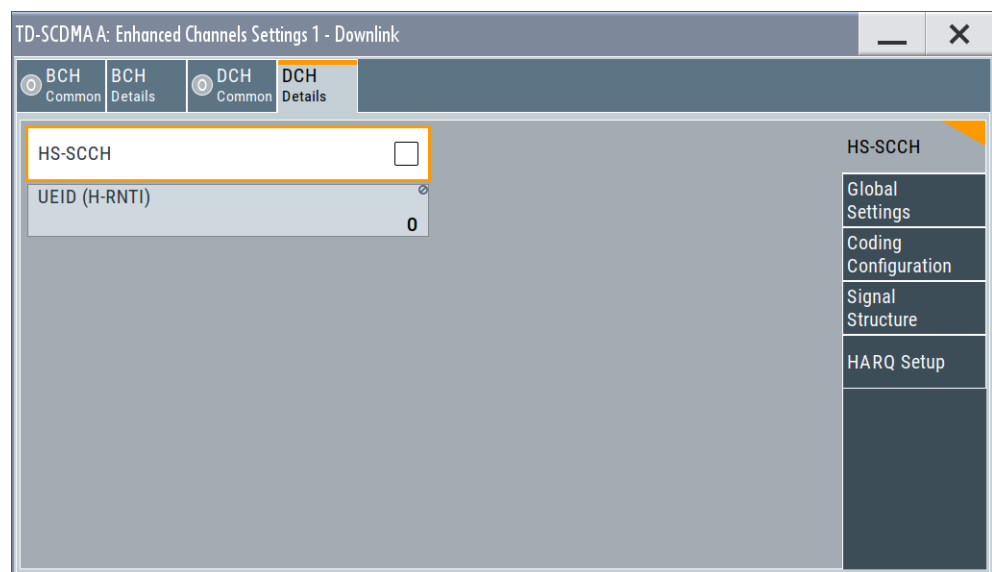 TD-SCDMA A: Enhanced Channels Settings 1 - Downlink
BCH
Common
BCH
Details
DCH
Common
DCH
Details
HS-SCCH
UEID (H-RNTI)
0
HS-SCCH
Global
Settings
Coding
Configuration
Signal
Structure
HARQ Setup